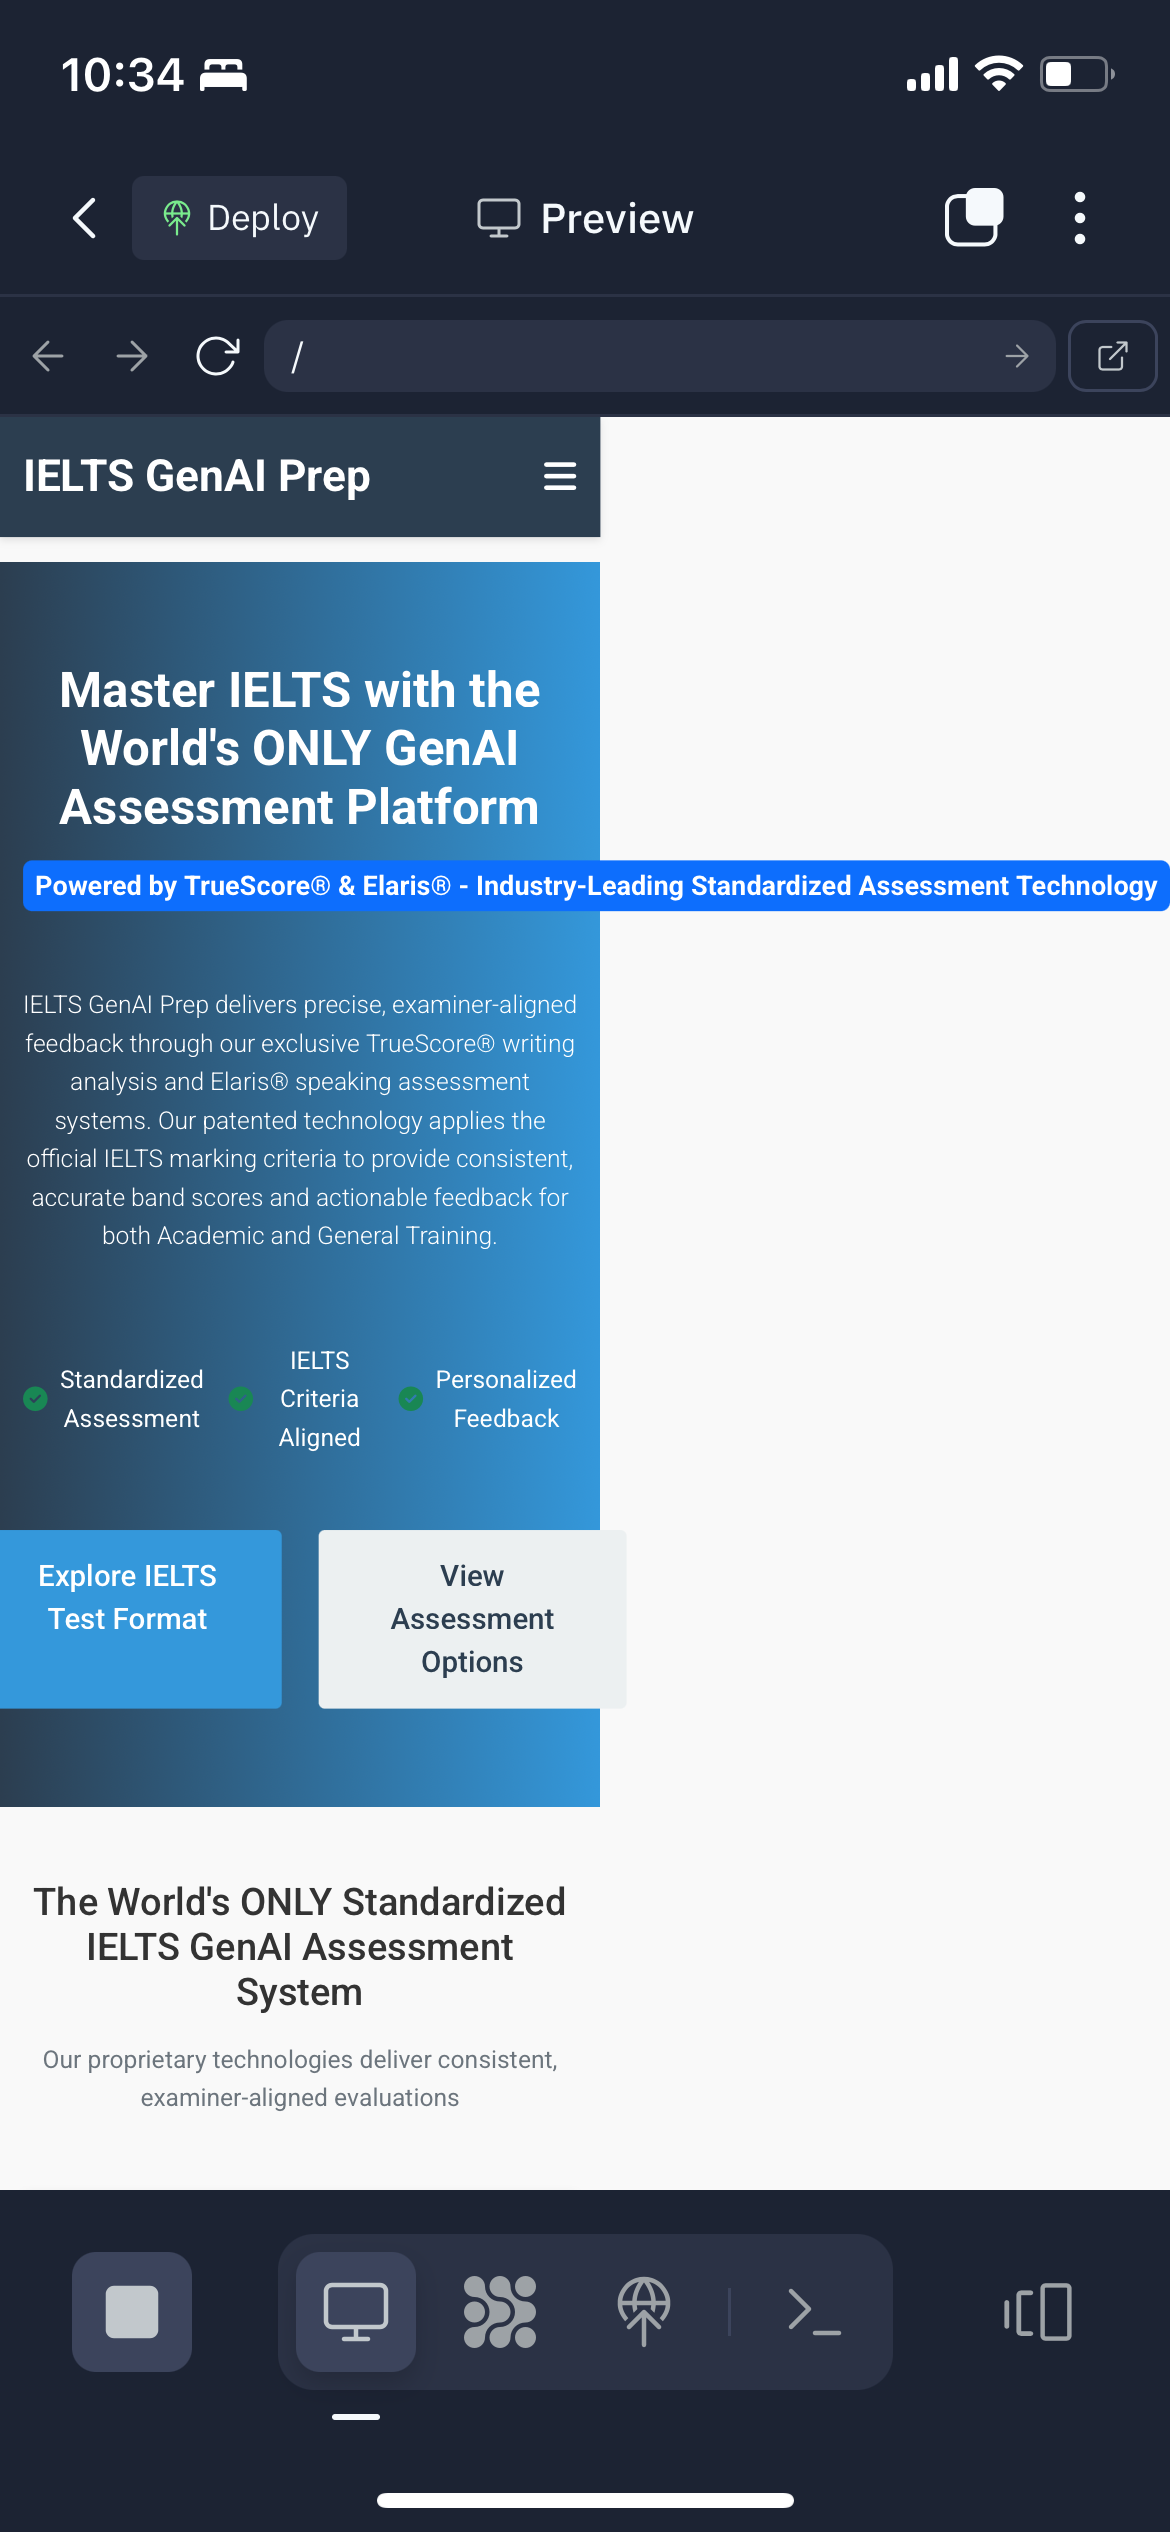 10:34
Deploy
Preview
/
IELTS GenAI Prep
Master IELTS with the
World's ONLY GenAI
Assessment Platform
Powered by TrueScore® & Elaris® - Industry-Leading Standardized Assessment Technology
IELTS GenAI Prep delivers precise, examiner-aligned
feedback through our exclusive TrueScore® writing
analysis and Elaris® speaking assessment
systems. Our patented technology applies the
official IELTS marking criteria to provide consistent,
accurate band scores and actionable feedback for
both Academic and General Training.
Standardized
Assessment
IELTS
Criteria
Aligned
Personalized
Feedback
Explore IELTS
Test Format
View
Assessment
Options
The World's ONLY Standardized
IELTS GenAI Assessment
System
Our proprietary technologies deliver consistent,
examiner-aligned evaluations